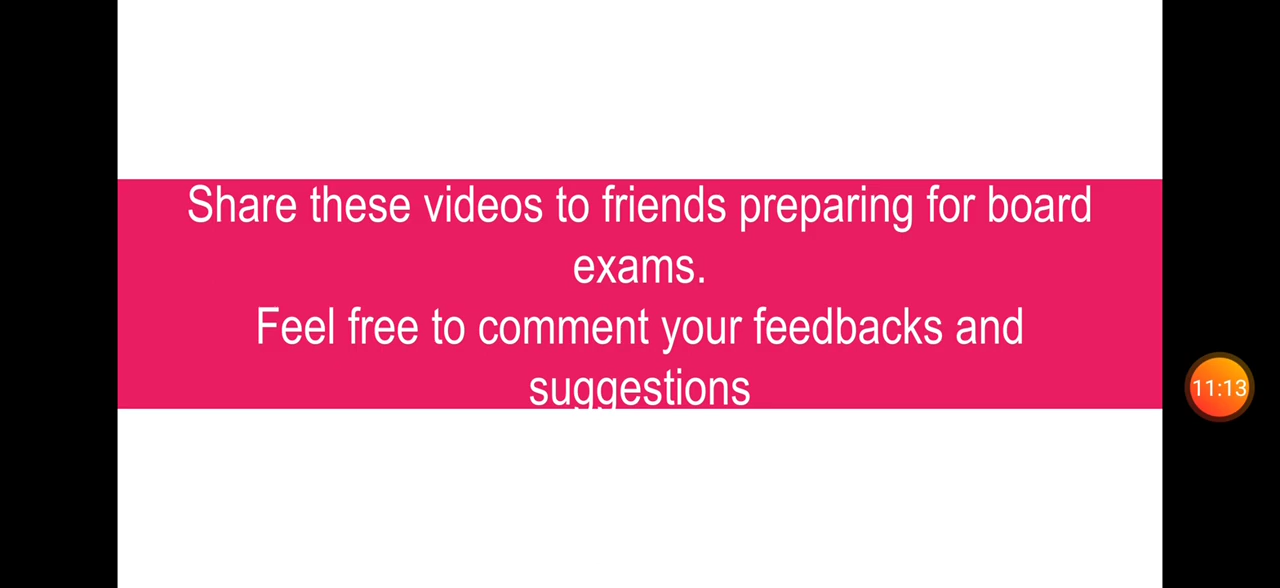 Share these videos to friends preparing for board
exams.
Feel free to comment your feedbacks and
suggestions
11:13